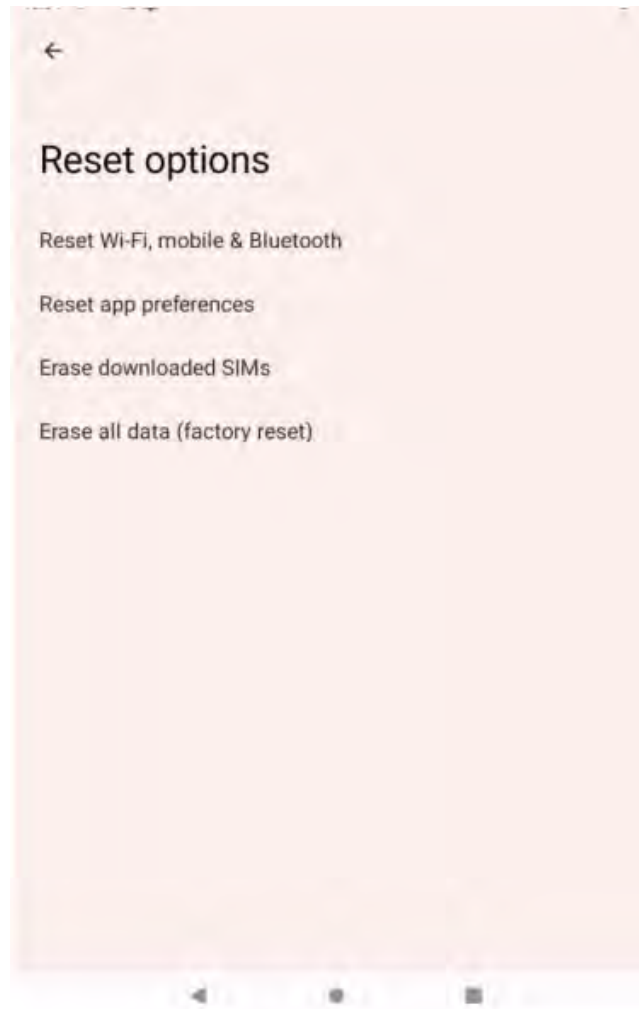 Reset options
Reset Wi-Fi, mobile & Bluetooth
Reset app preferences
Erase downloaded SIMs
Erase all data (factory reset)